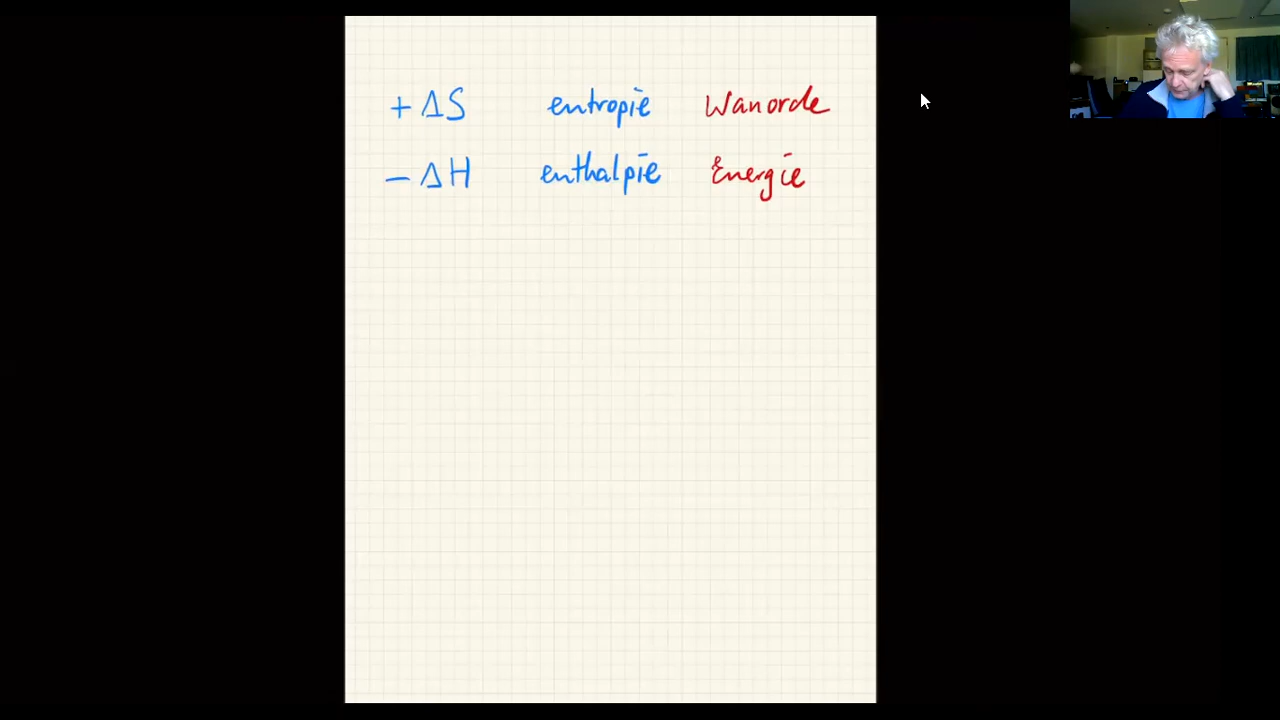 + ΔS entropie Wanorde
– ΔH enthalpie Energie